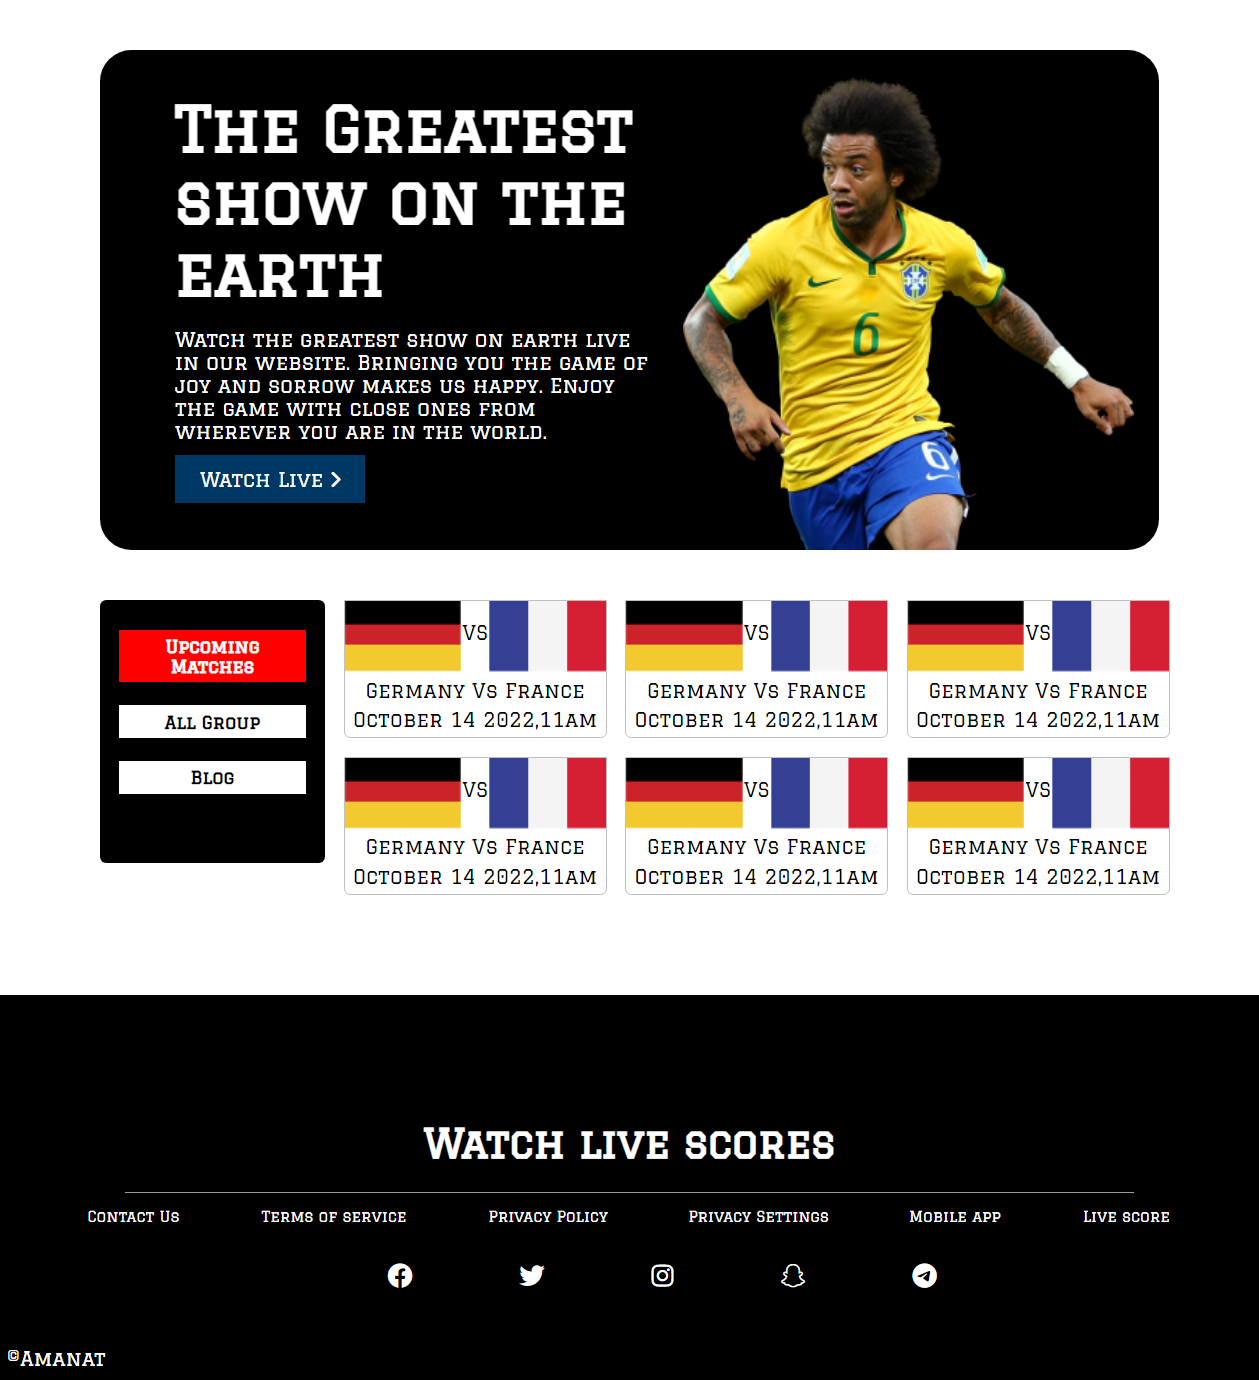 The Greatest
show on the
earth
Watch the greatest show on earth live
in our website. Bringing you the game of
joy and sorrow makes us happy. Enjoy
the game with close ones from
wherever you are in the world.
Watch Live
6
6
Upcoming
Matches
All Group
Blog
VS
Germany Vs France
October 14 2022,11am
VS
Germany Vs France
October 14 2022,11am
VS
Germany Vs France
October 14 2022,11am
VS
Germany Vs France
October 14 2022,11am
VS
Germany Vs France
October 14 2022,11am
VS
Germany Vs France
October 14 2022,11am
Watch live scores
Contact Us Terms of service Privacy Policy Privacy Settings Mobile app Live score
©Amanat